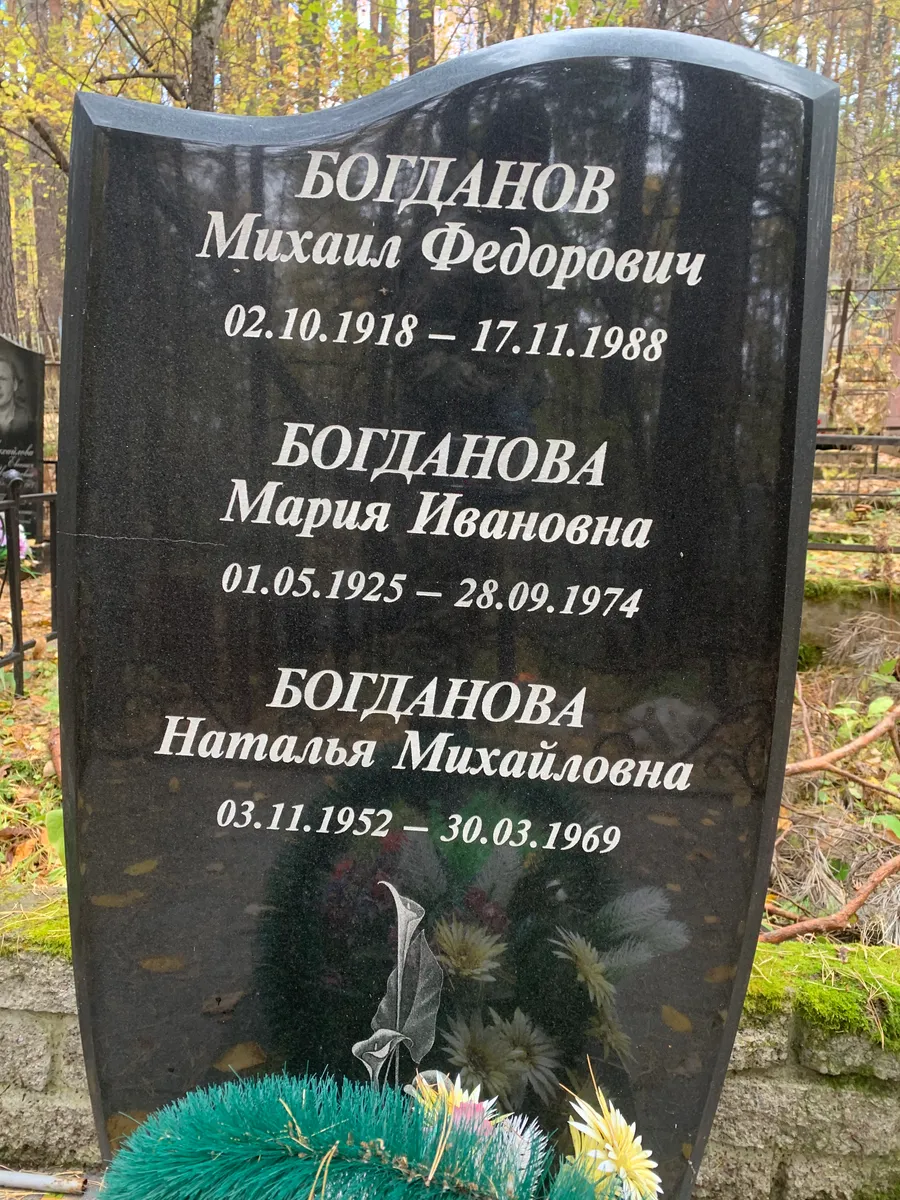 БОГДАНОВ
Михаил Федорович
02.10.1918 – 17.11.1988
БОГДАНОВА
Мария Ивановна
01.05.1925 – 28.09.1974
БОГДАНОВА
Наталья Михайловна
03.11.1952 – 30.03.1969